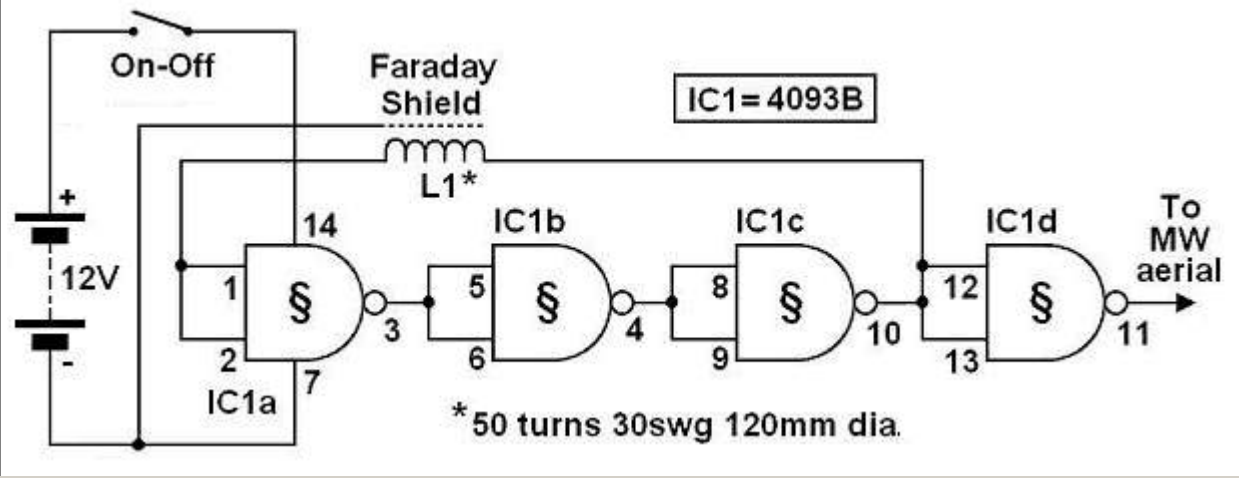 On-Off
Faraday
Shield
IC1= 4093B
L1*
+
14
IC1b
IC1c
IC1d
To
MW
aerial
12V
1
§
5
§
8
§
12
§
3
4
10
11
2
6
9
13
-
7
IC1a
*50 turns 30swg 120mm dia.